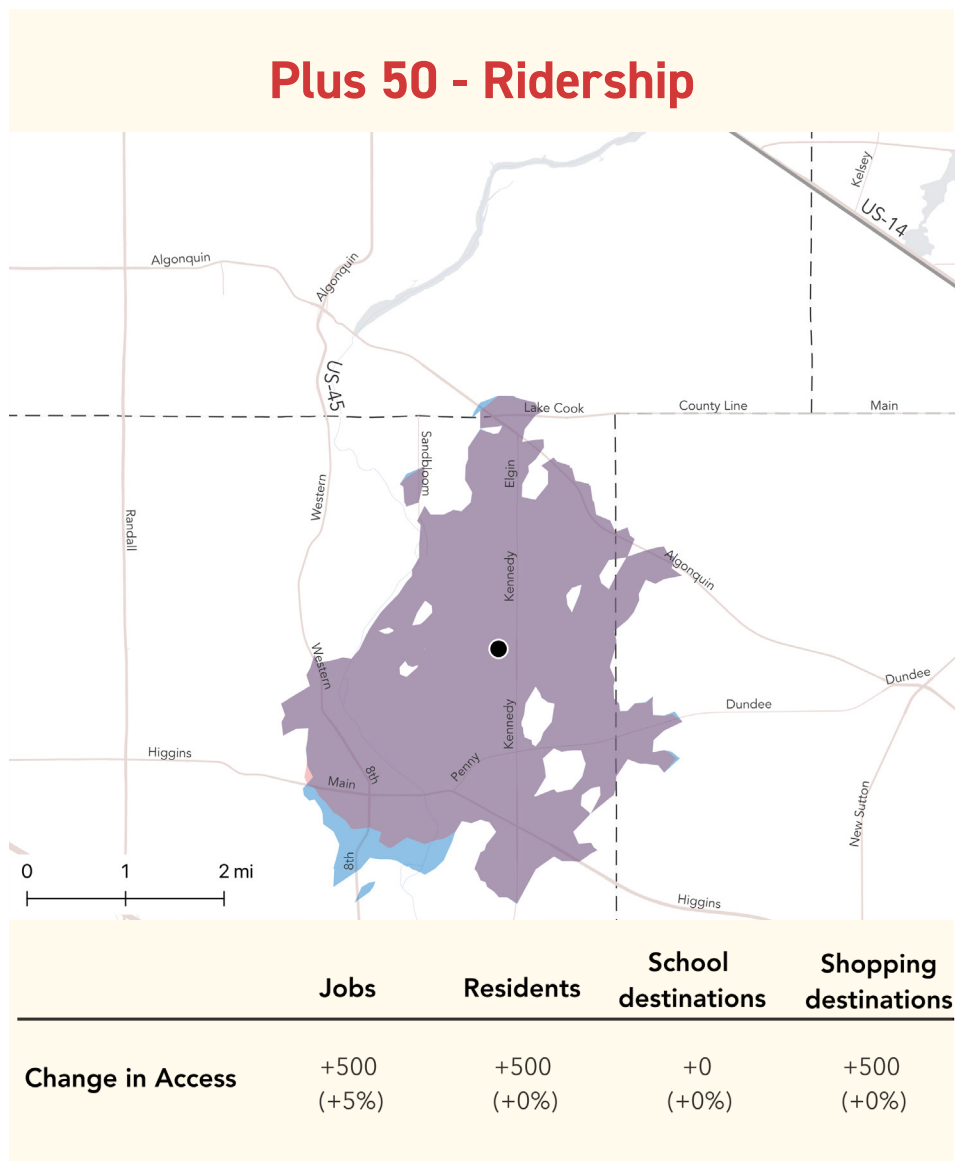 Plus 50 - Ridership
Kelsey
US-14
Algonquin
Algonquin
US-45
Lake Cook
County Line
Main
Sandbloom
Elgin
Western
Randall
Kennedy
Algonquin
Western
Dundee
Dundee
Kennedy
Higgins
Penny
8th
Main
New Sutton
8th
0 1 2 mi
Higgins
Jobs Residents School destinations Shopping destinations
Change in Access +500 +500 +0 +500
(+5%) (+0%) (+0%) (+0%)